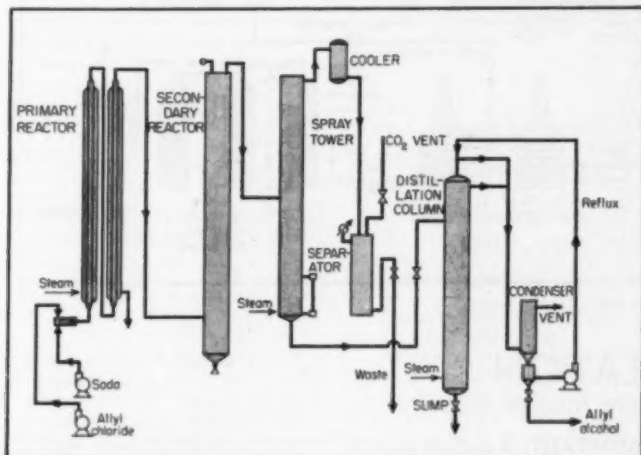 COOLER
PRIMARY
REACTOR
SECON-
DARY
REACTOR
SPRAY
TOWER
CO₂ VENT
DISTIL-
LATION
COLUMN
Reflux
SEPAR-
ATOR
Steam
Steam
CONDENSER
VENT
Steam
Waste
Soda
SUMP
Allyl
chloride
Allyl
alcohol